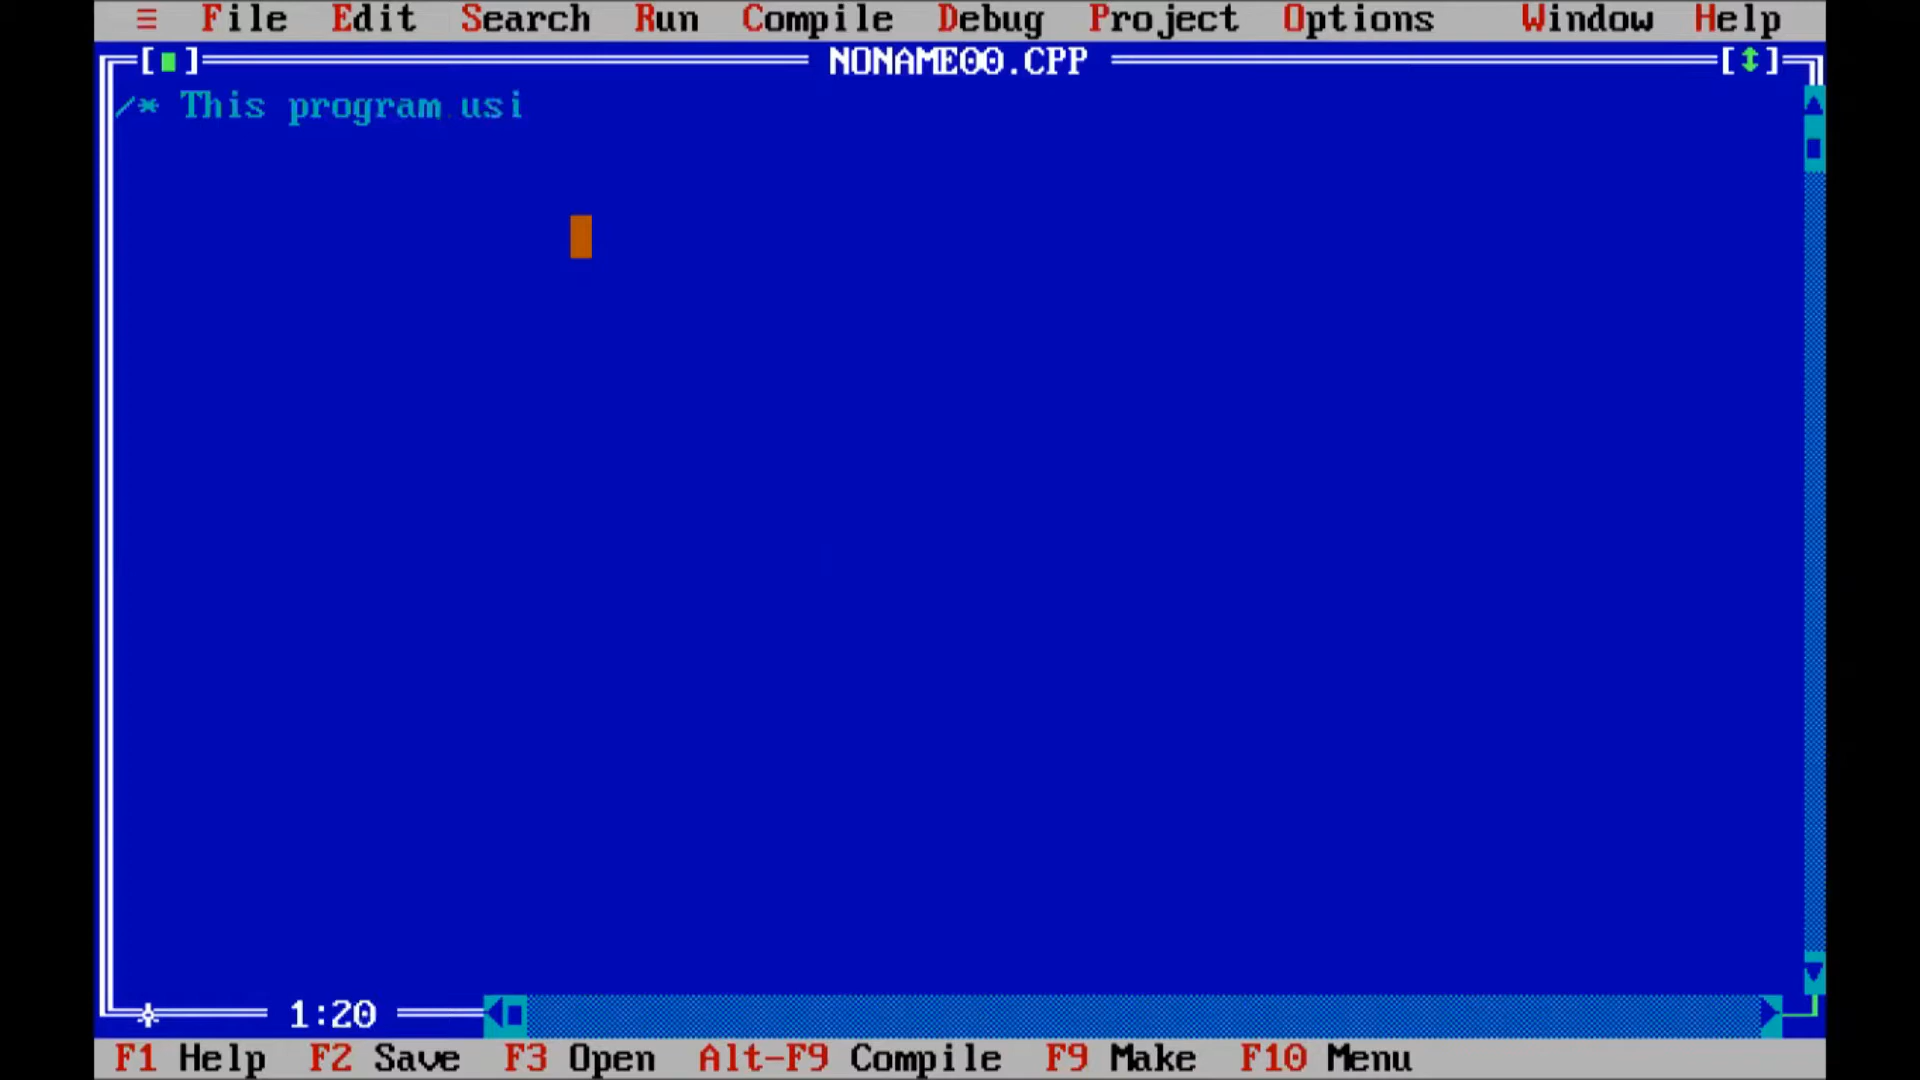 ≡ File Edit Search Run Compile Debug Project Options Window Help
[■] NONAME00.CPP [↕]
/* This program usi
1:20
F1 Help F2 Save F3 Open Alt-F9 Compile F9 Make F10 Menu